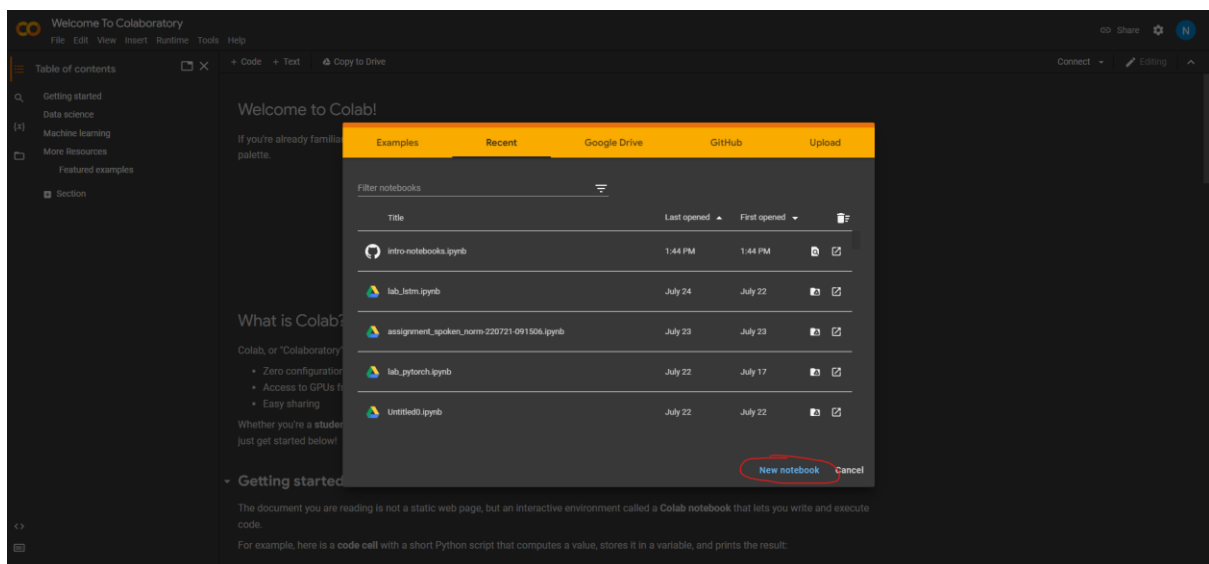 Welcome To Colaboratory
File Edit View Insert Runtime Tools Help
Share
N
Table of contents
+ Code + Text Copy to Drive
Connect
Editing
Getting started
Data science
Machine learning
More Resources
Featured examples
Section
Welcome to Colab!
If you're already familia
palette.
What is Colab?
Colab, or "Colaboratory"
• Zero configuration
• Access to GPUs f
• Easy sharing
Whether you're a studen
just get started below!
Getting started
The document you are reading is not a static web page, but an interactive environment called a Colab notebook that lets you write and execute
code.
For example, here is a code cell with a short Python script that computes a value, stores it in a variable, and prints the result:
Examples Recent Google Drive GitHub Upload
Filter notebooks
Title Last opened First opened
intro-notebooks.ipynb 1:44 PM 1:44 PM
lab_lstm.ipynb July 24 July 22
assignment_spoken_norm-220721-091506.ipynb July 23 July 23
lab_pytorch.ipynb July 22 July 17
Untitled0.ipynb July 22 July 22
New notebook Cancel